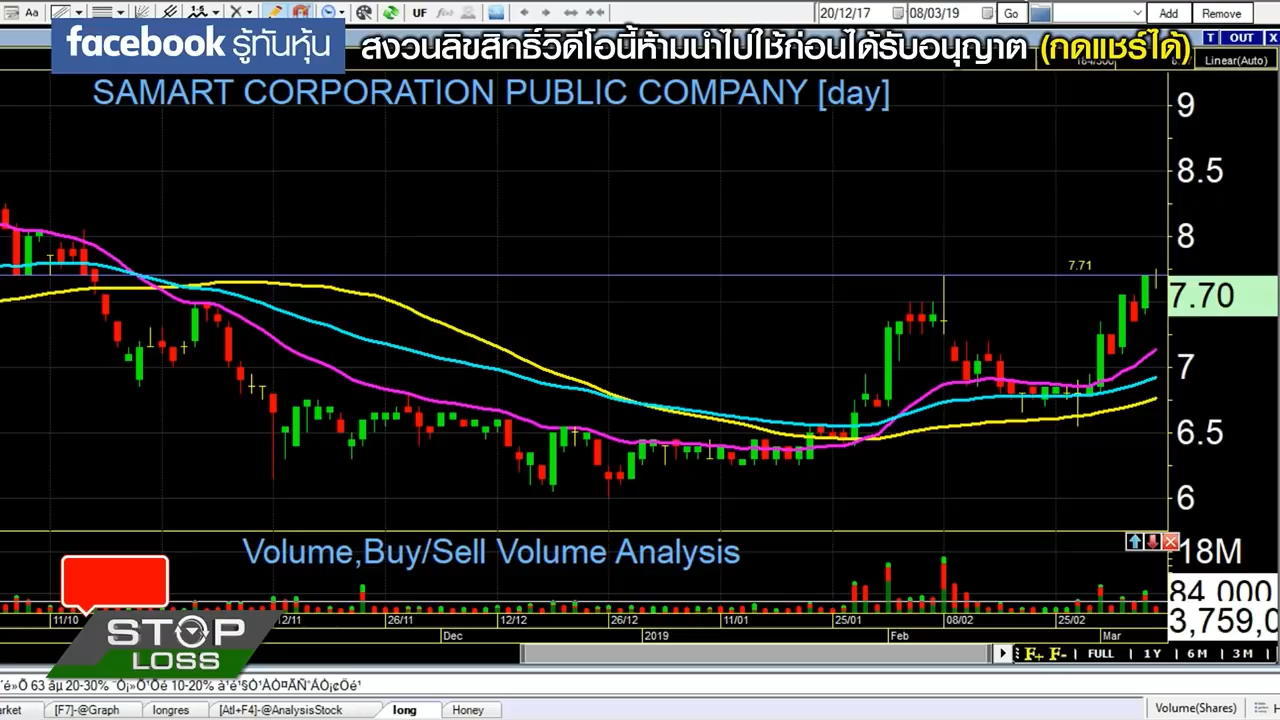 Aa UF f(x) 20/12/17 08/03/19 Go Add Remove
facebook รู้ทันหุ้น สงวนลิขสิทธิ์วิดีโอนี้ห้ามนำไปใช้ก่อนได้รับอนุญาต (กดแชร์ได้)
T OUT X
Linear(Auto)
SAMART CORPORATION PUBLIC COMPANY [day]
9
8.5
8
7.71
7.70
7
6.5
6
Volume,Buy/Sell Volume Analysis
18M
84,000
3,759,0
11/10 12/11 26/11 12/12 26/12 11/01 25/01 08/02 25/02
Dec 2019 Feb Mar
STOP
LOSS
F+ F- FULL 1Y 6M 3M
arket [F7]-@Graph longres [Atl+F4]-@AnalysisStock long Honey Volume(Shares)